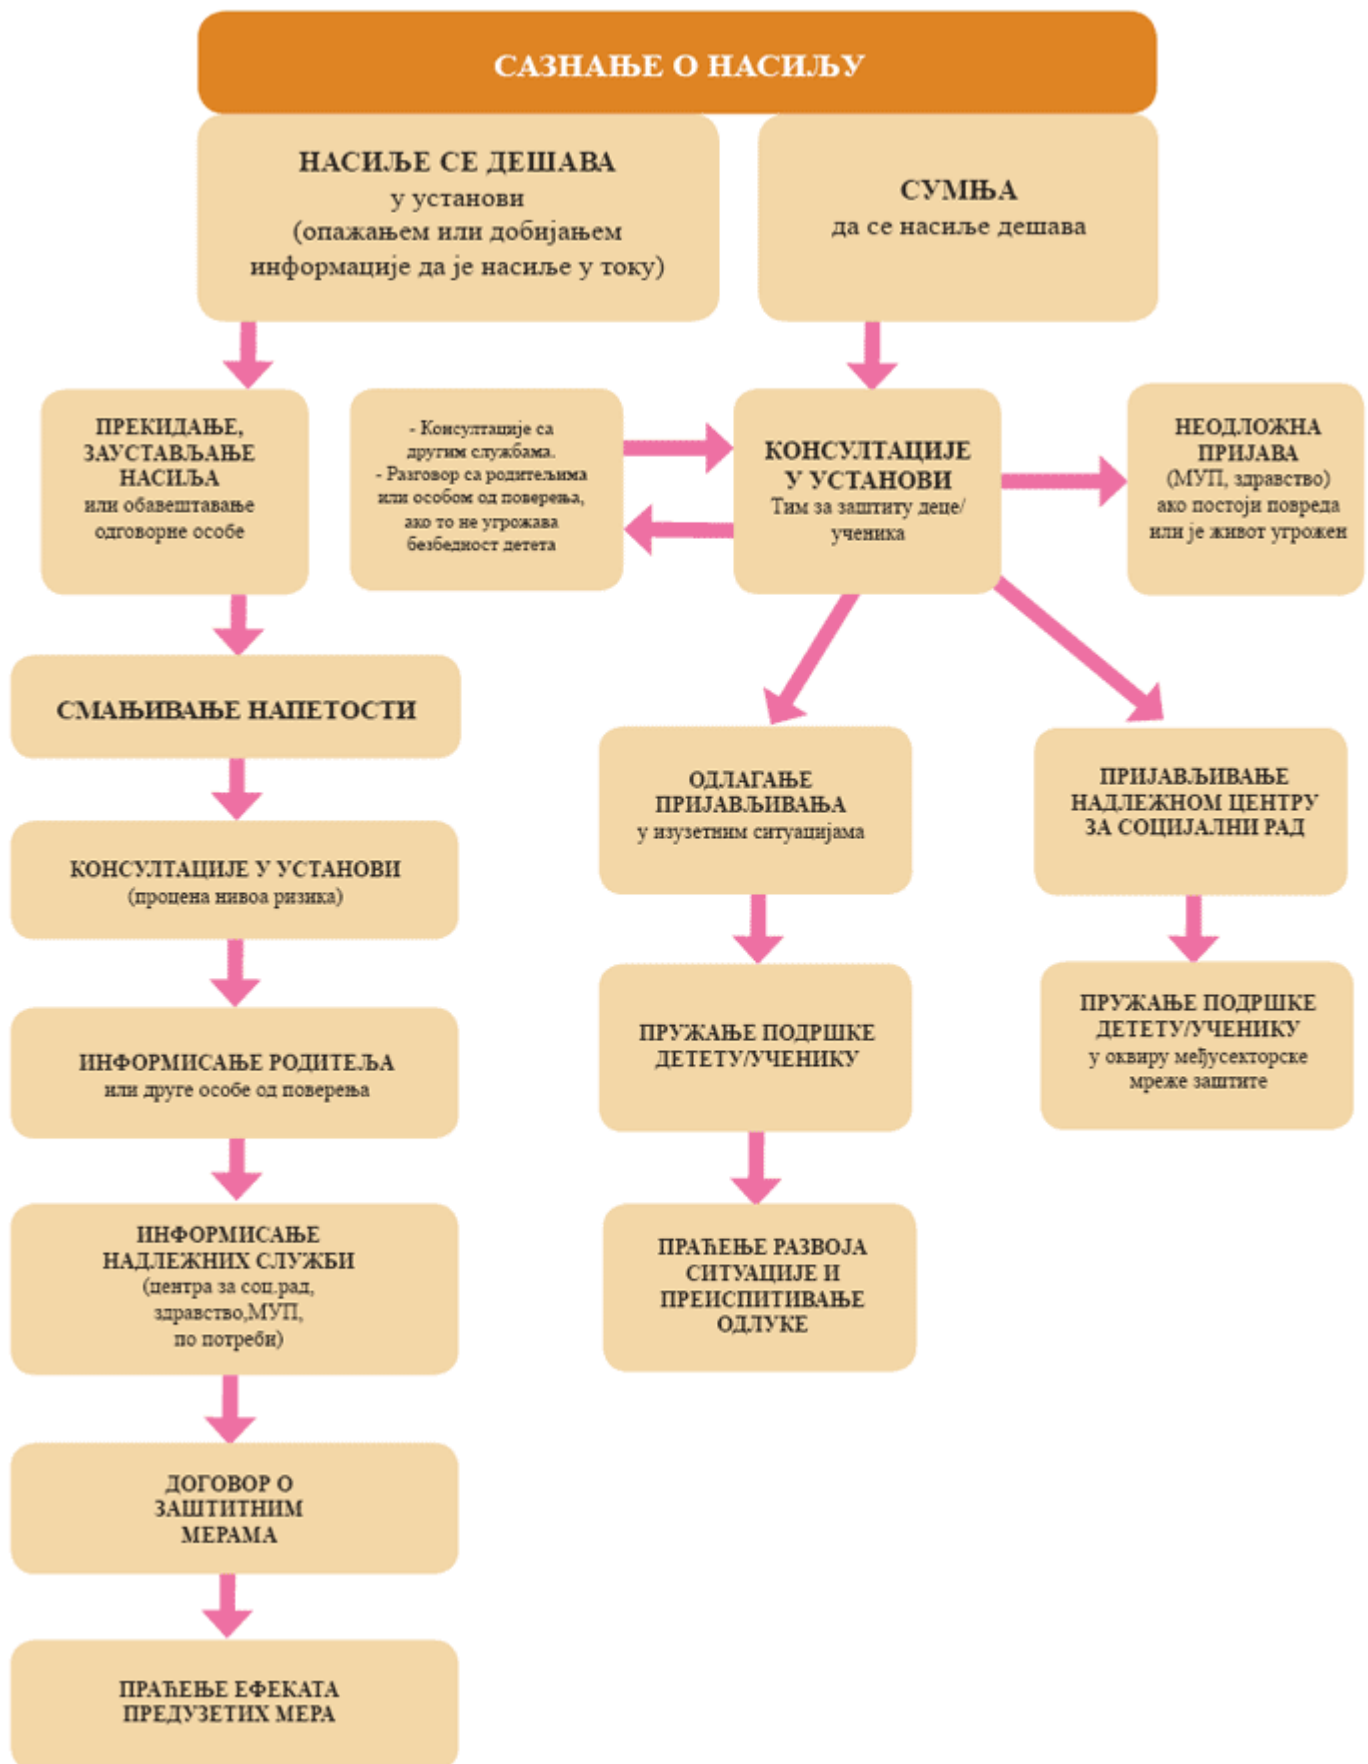 САЗНАЊЕ О НАСИЉУ
НАСИЉЕ СЕ ДЕШАВА
у установи
(опажањем или добијањем
информације да је насиље у току)
СУМЊА
да се насиље дешава
ПРЕКИДАЊЕ,
ЗАУСТАВЉАЊЕ
НАСИЉА
или обавештавање
одговорне особе
- Консултације са
другим службама.
- Разговор са родитељима
или особом од поверења,
ако то не угрожава
безбедност детета
КОНСУЛТАЦИЈЕ
У УСТАНОВИ
Тим за заштиту деце/
ученика
НЕОДЛОЖНА
ПРИЈАВА
(МУП, здравство)
ако постоји повреда
или је живот угрожен
СМАЊИВАЊЕ НАПЕТОСТИ
КОНСУЛТАЦИЈЕ У УСТАНОВИ
(процена нивоа ризика)
ИНФОРМИСАЊЕ РОДИТЕЉА
или друге особе од поверења
ИНФОРМИСАЊЕ
НАДЛЕЖНИХ СЛУЖБИ
(центра за соц.рад,
здравство,МУП,
по потреби)
ДОГОВОР О
ЗАШТИТНИМ
МЕРАМА
ПРАЋЕЊЕ ЕФЕКАТА
ПРЕДУЗЕТИХ МЕРА
ОДЛАГАЊЕ
ПРИЈАВЉИВАЊА
у изузетним ситуацијама
ПРУЖАЊЕ ПОДРШКЕ
ДЕТЕТУ/УЧЕНИКУ
ПРАЋЕЊЕ РАЗВОЈА
СИТУАЦИЈЕ И
ПРЕИСПИТИВАЊЕ
ОДЛУКЕ
ПРИЈАВЉИВАЊЕ
НАДЛЕЖНОМ ЦЕНТРУ
ЗА СОЦИЈАЛНИ РАД
ПРУЖАЊЕ ПОДРШКЕ
ДЕТЕТУ/УЧЕНИКУ
у оквиру међусекторске
мреже заштите